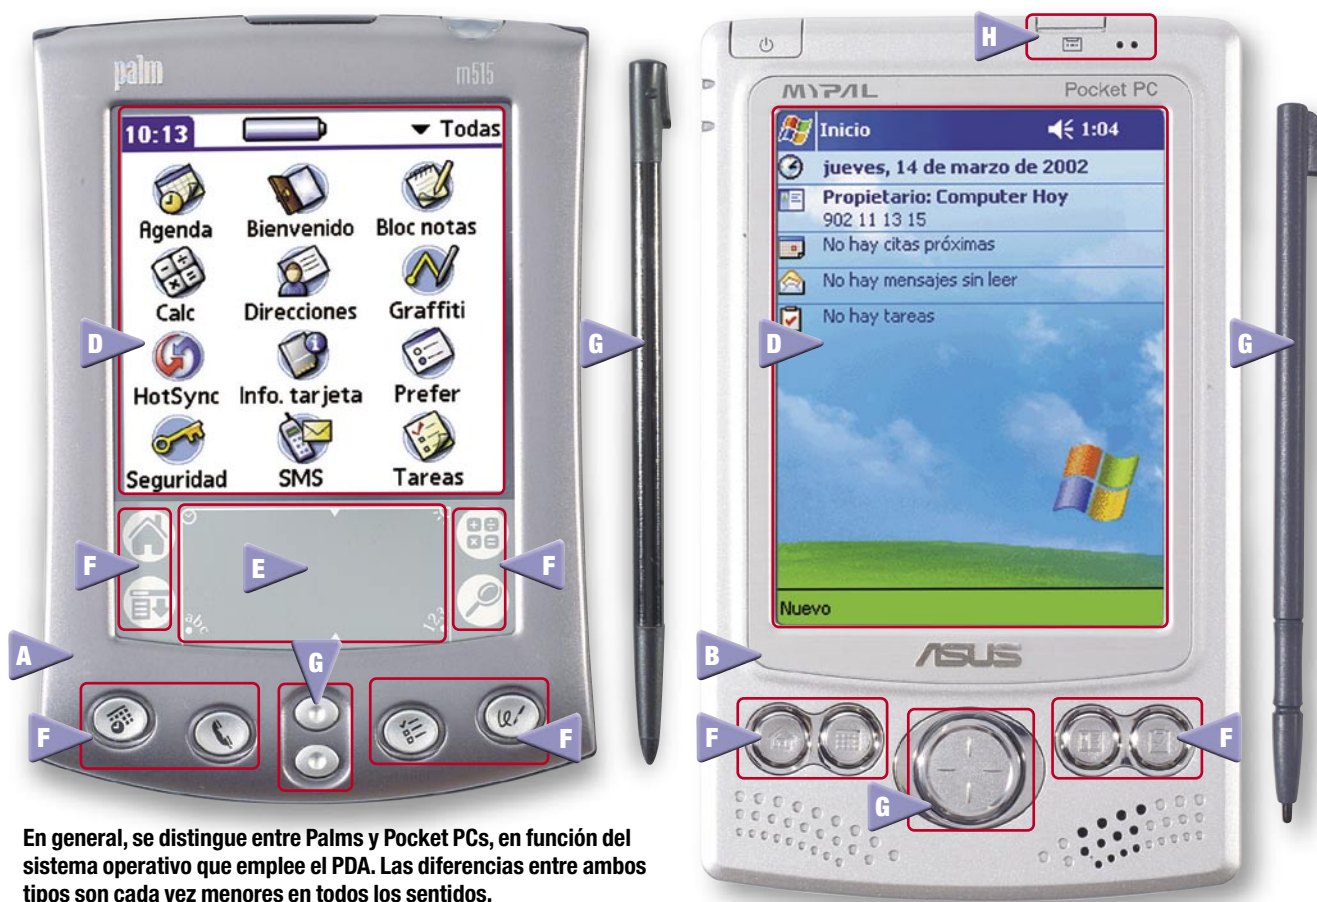 palm
m515
10:13
Todas
Agenda
Bienvenido
Bloc notas
Calc
Direcciones
Graffiti
D
HotSync
Info. tarjeta
Prefer
Seguridad
SMS
Tareas
F
E
F
abc
123
A
G
F
F
G
H
MYPAL
Pocket PC
Inicio
1:04
jueves, 14 de marzo de 2002
Propietario: Computer Hoy
902 11 13 15
No hay citas próximas
No hay mensajes sin leer
No hay tareas
D
G
Nuevo
B
ASUS
F
F
G
En general, se distingue entre Palms y Pocket PCs, en función del
sistema operativo que emplee el PDA. Las diferencias entre ambos
tipos son cada vez menores en todos los sentidos.